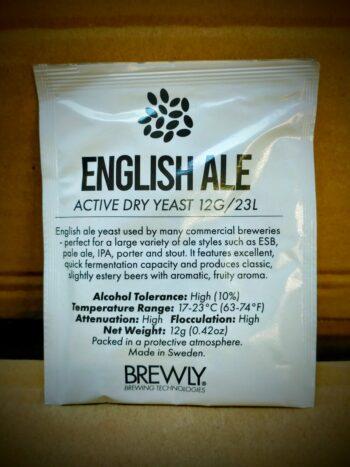 ENGLISH ALE
ACTIVE DRY YEAST 12G/23L
English ale yeast used by many commercial breweries
- perfect for a large variety of ale styles such as ESB,
pale ale, IPA, porter and stout. It features excellent,
quick fermentation capacity and produces classic,
slightly estery beers with aromatic, fruity aroma.
Alcohol Tolerance: High (10%)
Temperature Range: 17-23°C (63-74°F)
Attenuation: High Flocculation: High
Net Weight: 12g (0.42oz)
Packed in a protective atmosphere.
Made in Sweden.
BREWLY®
BREWING TECHNOLOGIES